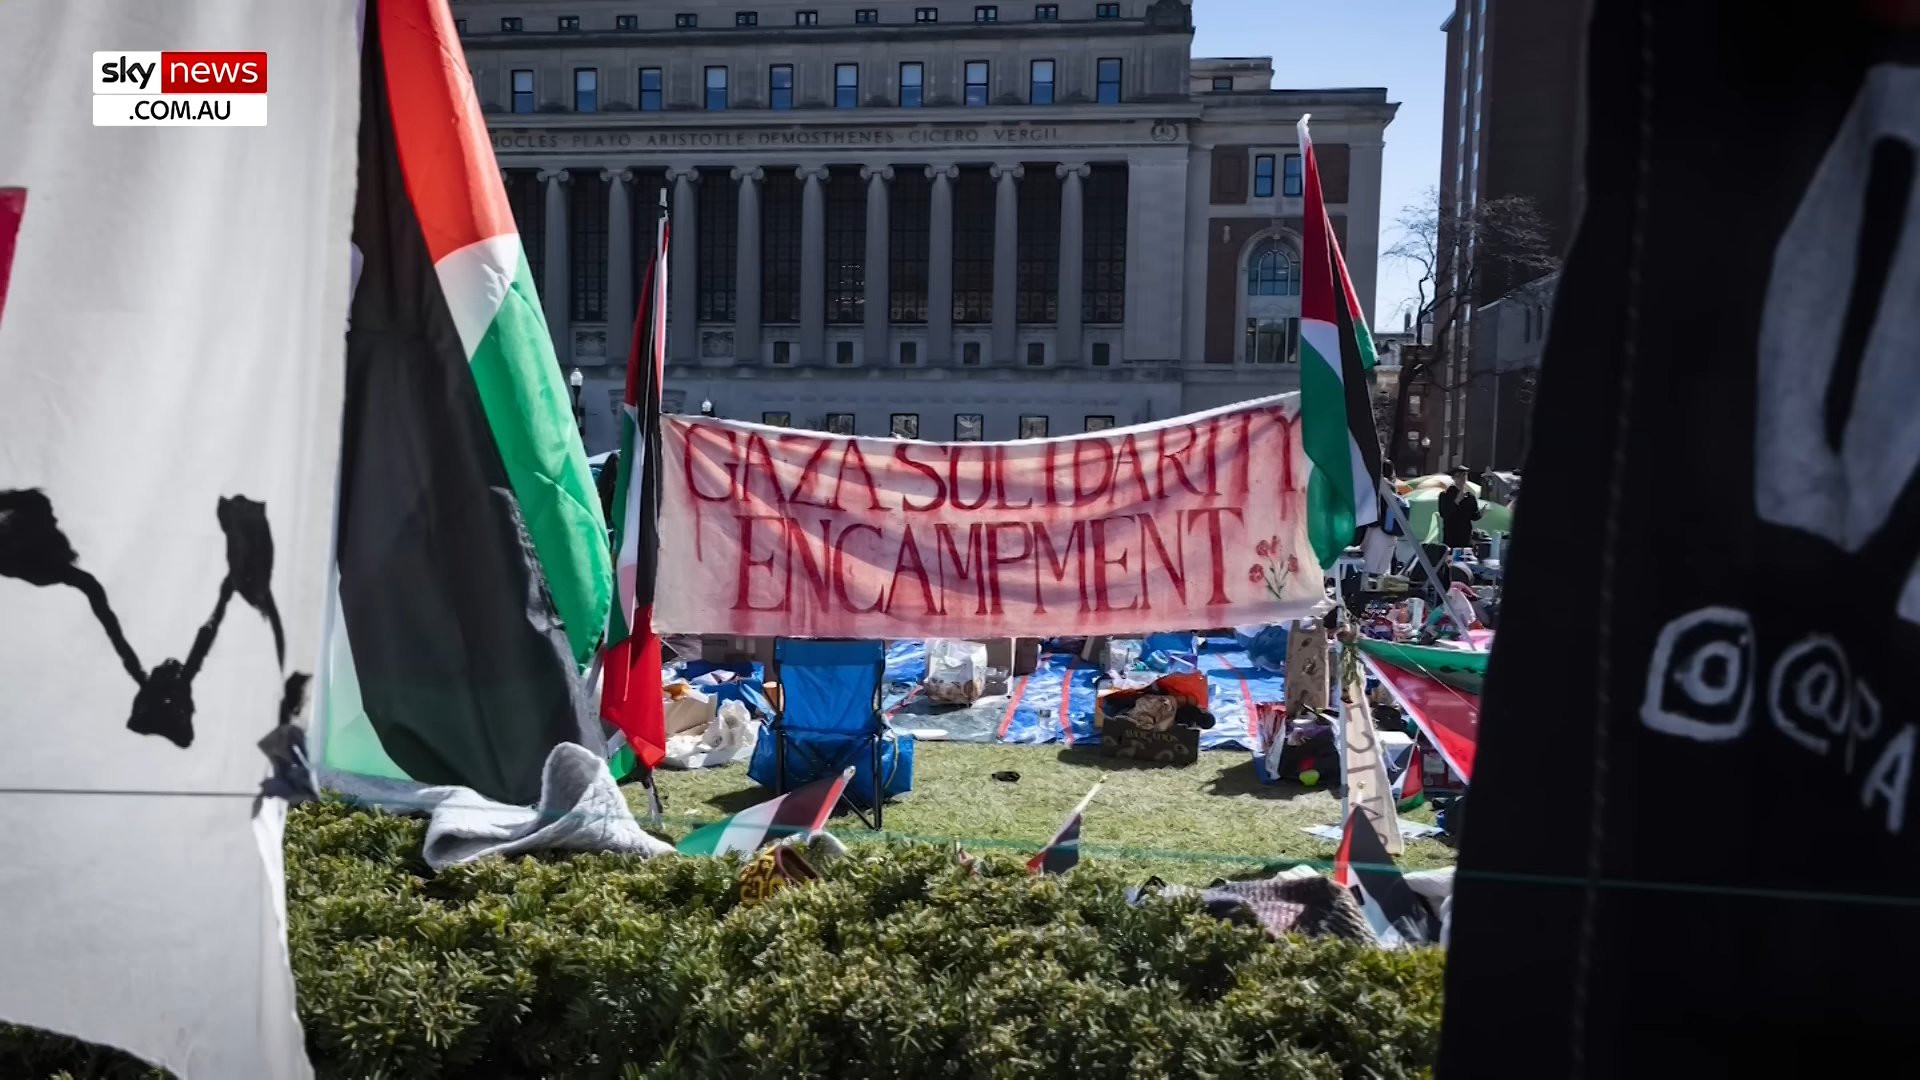 sky news
.COM.AU
PLATO ARISTOTLE DEMOSTHENES CICERO VERGIL
GAZA SOLIDARITY
ENCAMPMENT